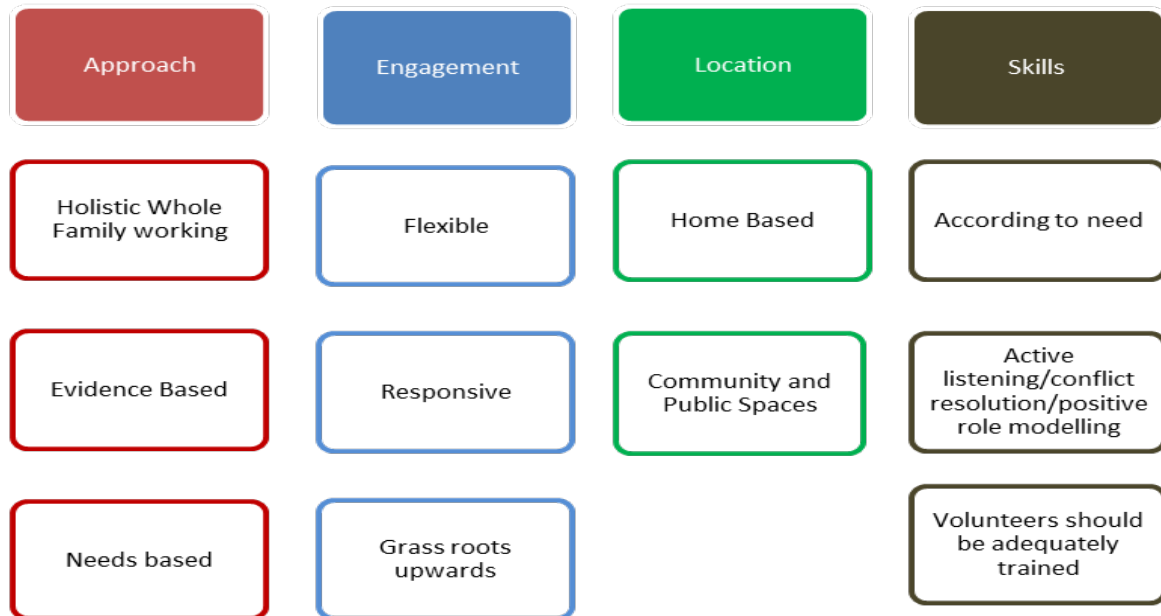 Approach
Engagement
Location
Skills
Holistic Whole
Family working
Flexible
Home Based
According to need
Evidence Based
Responsive
Community and
Public Spaces
Active
listening/conflict
resolution/positive
role modelling
Needs based
Grass roots
upwards
Volunteers should
be adequately
trained